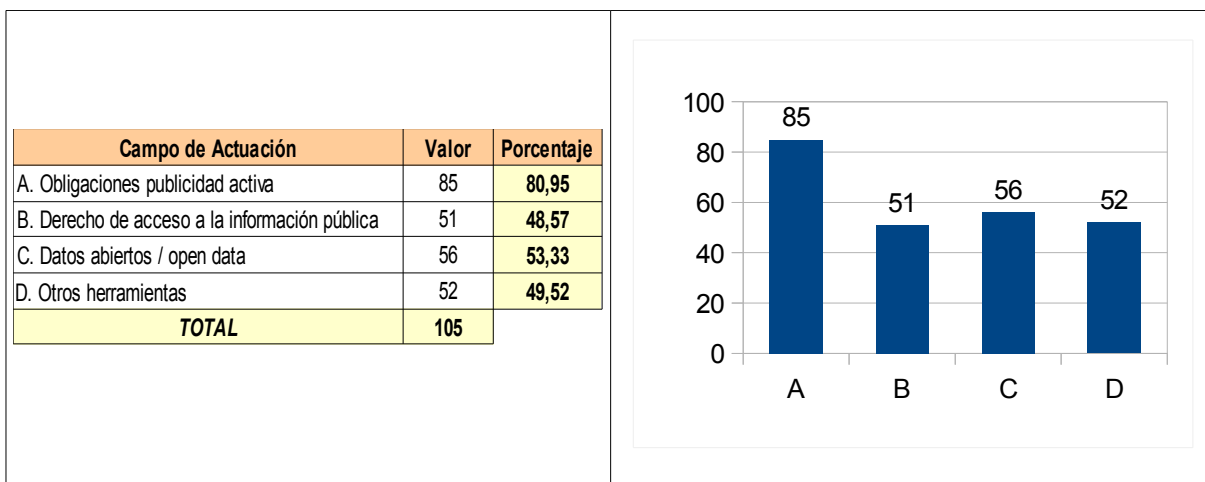 Campo de Actuación Valor Porcentaje
A. Obligaciones publicidad activa 85 80,95
B. Derecho de acceso a la información pública 51 48,57
C. Datos abiertos / open data 56 53,33
D. Otros herramientas 52 49,52
TOTAL 105
100
80
60
40
20
0
85
51
56
52
A B C D